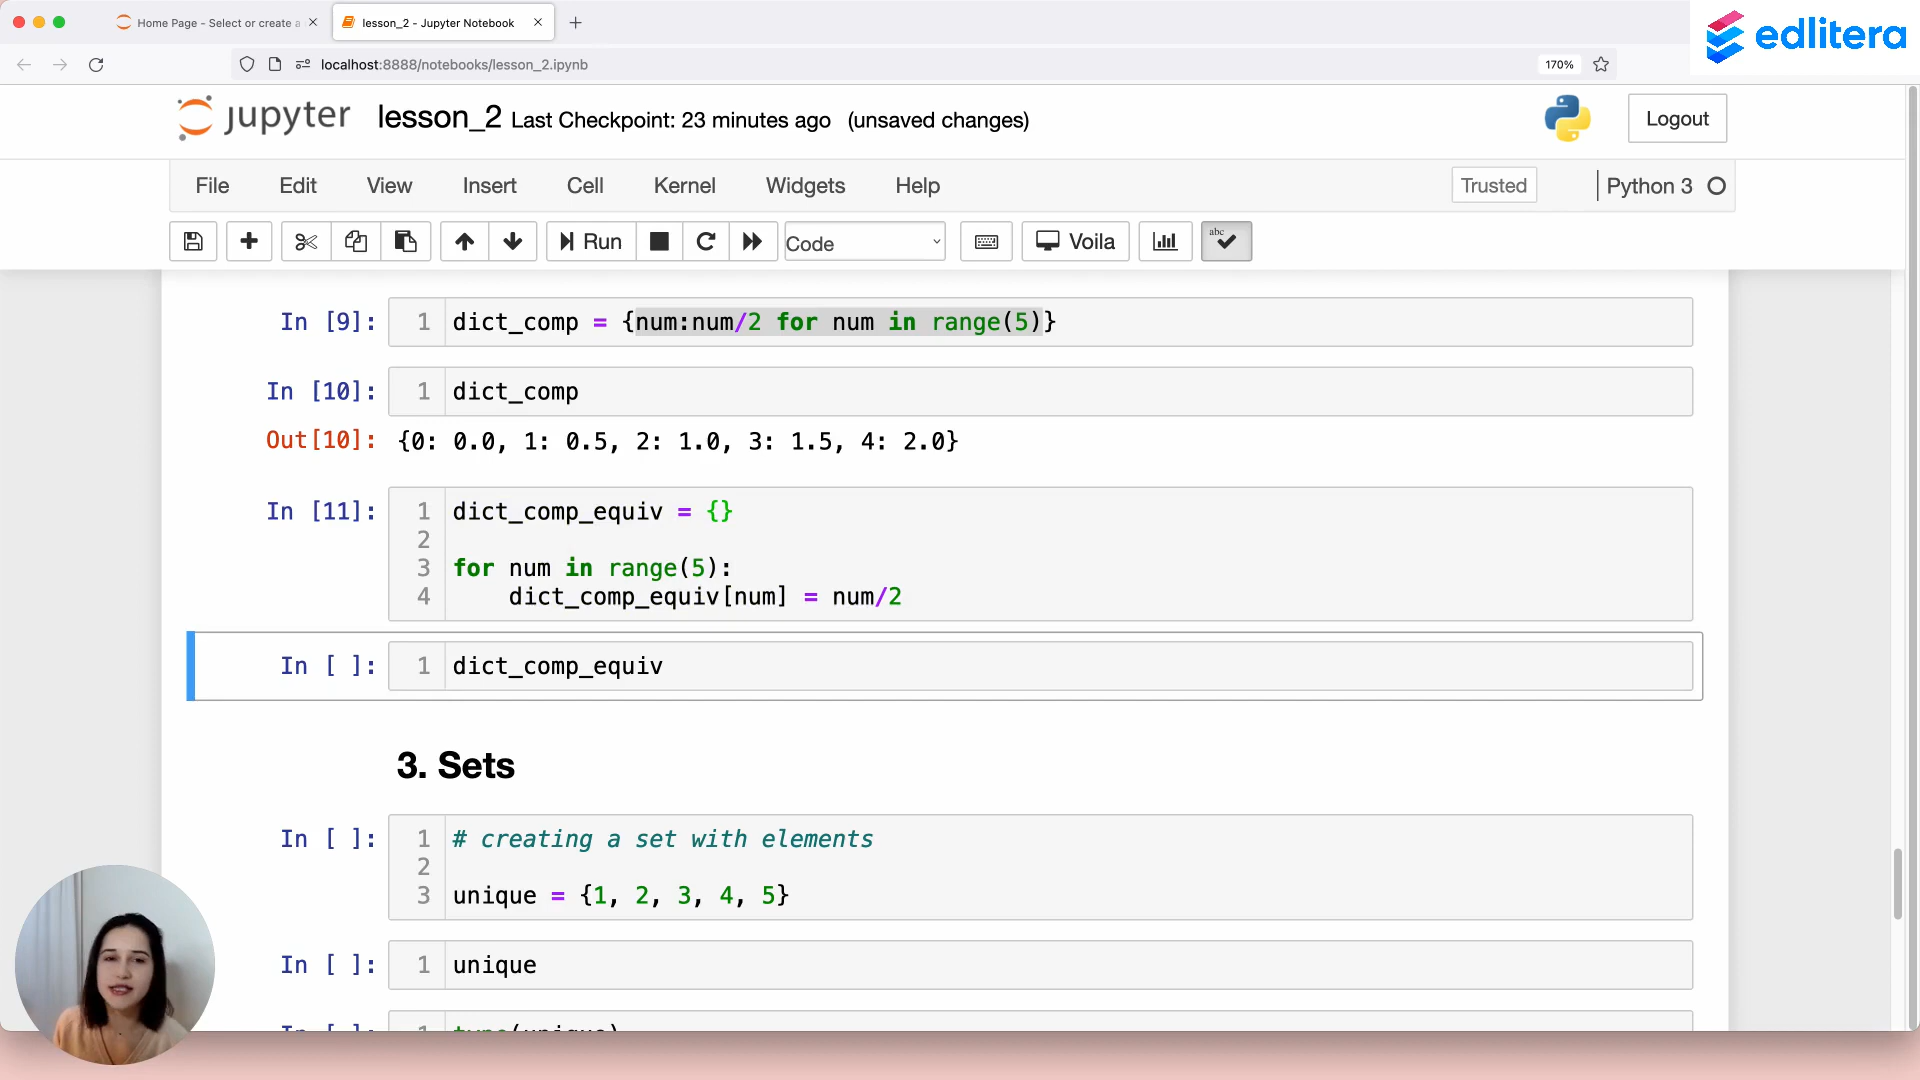 Home Page - Select or create a
lesson_2 - Jupyter Notebook
edlitera
localhost:8888/notebooks/lesson_2.ipynb
170%
jupyter lesson_2 Last Checkpoint: 23 minutes ago (unsaved changes)
Logout
File Edit View Insert Cell Kernel Widgets Help
Trusted
Python 3
Run
Code
Voila
abc
In [9]: 1 dict_comp = {num:num/2 for num in range(5)}
In [10]: 1 dict_comp
Out[10]: {0: 0.0, 1: 0.5, 2: 1.0, 3: 1.5, 4: 2.0}
In [11]: 1 dict_comp_equiv = {}
2
3 for num in range(5):
4     dict_comp_equiv[num] = num/2
In [ ]: 1 dict_comp_equiv
3. Sets
In [ ]: 1 # creating a set with elements
2
3 unique = {1, 2, 3, 4, 5}
In [ ]: 1 unique
In [ ]: 1 type(unique)